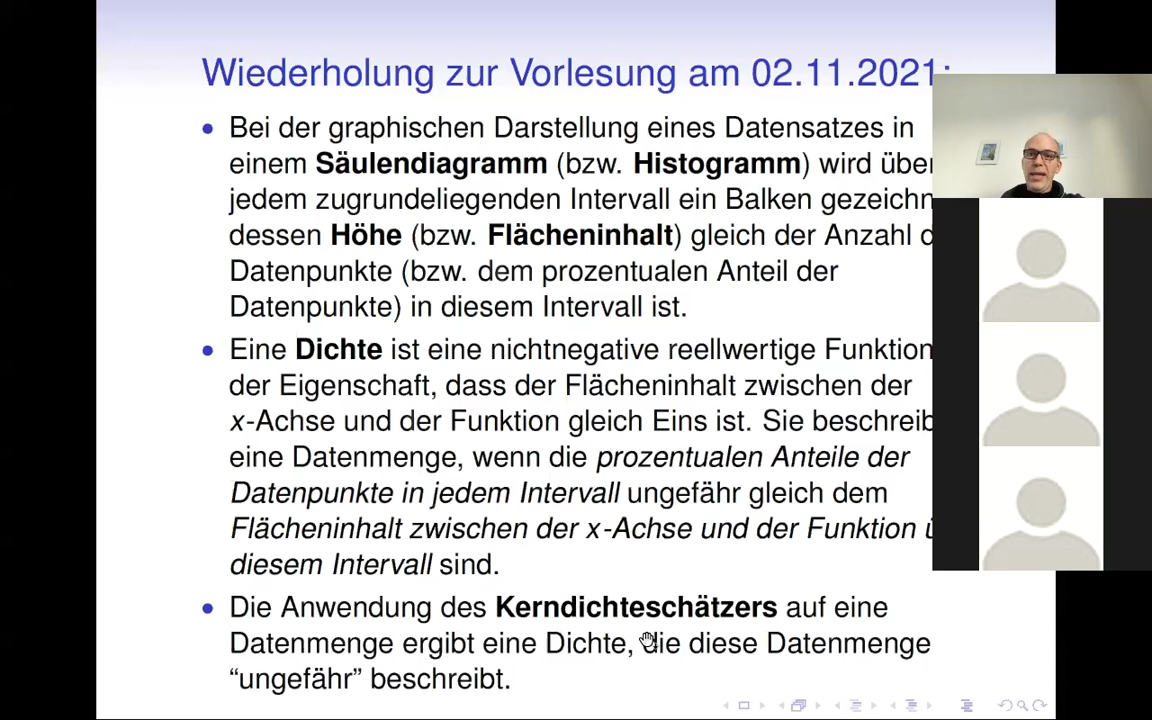 Wiederholung zur Vorlesung am 02.11.2021:
• Bei der graphischen Darstellung eines Datensatzes in
einem Säulendiagramm (bzw. Histogramm) wird über
jedem zugrundeliegenden Intervall ein Balken
dessen Höhe (bzw. Flächeninhalt) gleich der Anzahl
Datenpunkte (bzw. dem prozentualen Anteil der
Datenpunkte) in diesem Intervall ist.
• Eine Dichte ist eine nichtnegative reellwertige Funktion
der Eigenschaft, dass der Flächeninhalt zwischen der
x-Achse und der Funktion gleich Eins ist. Sie
eine Datenmenge, wenn die prozentualen Anteile der
Datenpunkte in jedem Intervall ungefähr gleich dem
Flächeninhalt zwischen der x-Achse und der Funktion
diesem Intervall sind.
• Die Anwendung des Kerndichteschätzers auf eine
Datenmenge ergibt eine Dichte, die diese Datenmenge
“ungefähr” beschreibt.